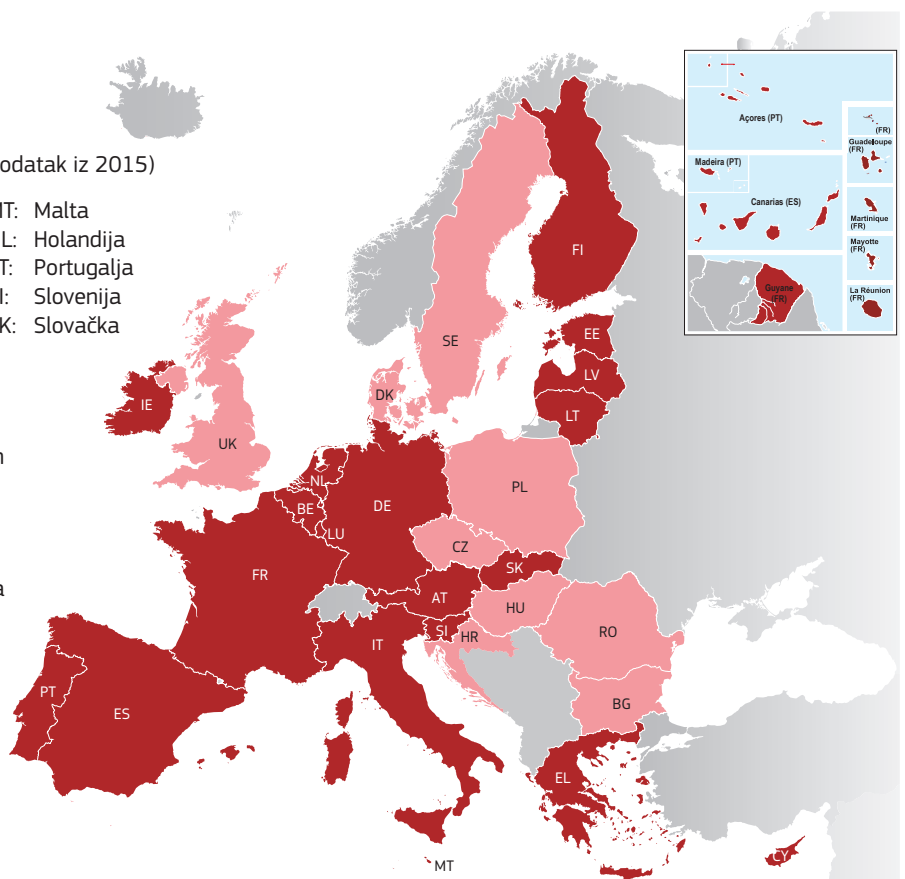 odatak iz 2015)
MT: Malta
L: Holandija
T: Portugalja
I: Slovenija
K: Slovačka
n
a
FI
SE
EE
LV
LT
DK
IE
UK
NL
BE
LU
DE
PL
CZ
SK
FR
AT
HU
SI
HR
RO
IT
PT
ES
BG
EL
MT
CY
Açores (PT)
(FR)
Guadeloupe
(FR)
Madeira (PT)
Canarias (ES)
Martinique
(FR)
Mayotte
(FR)
Guyane
(FR)
La Réunion
(FR)